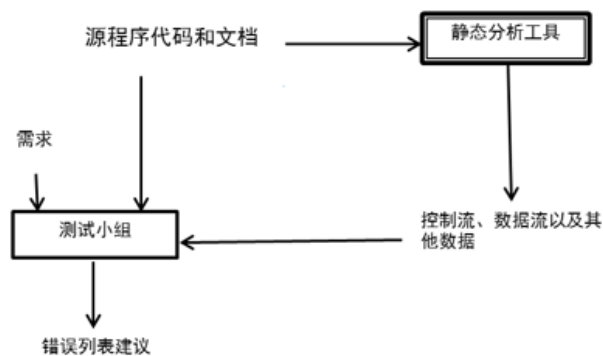 源程序代码和文档
静态分析工具
需求
测试小组
控制流、数据流以及其
他数据
错误列表建议